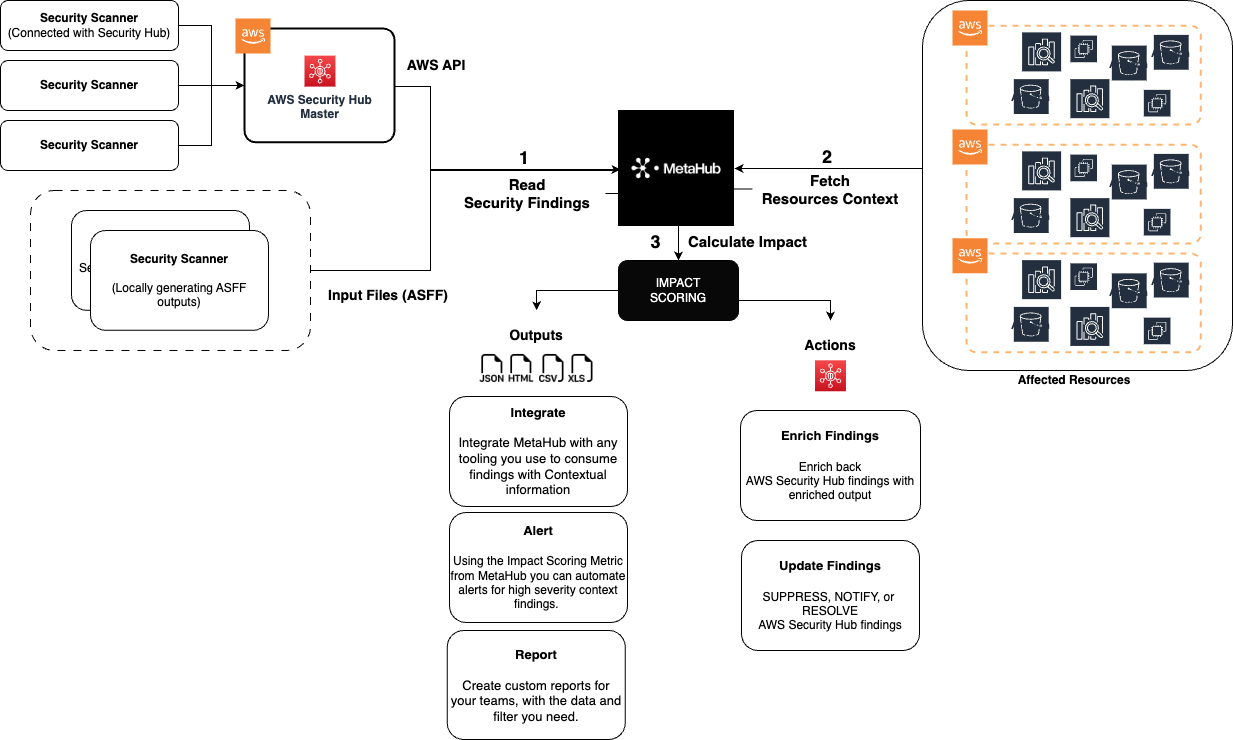 Security Scanner
(Connected with Security Hub)
Security Scanner
Security Scanner
aws
AWS Security Hub
Master
AWS API
Se
Security Scanner
(Locally generating ASFF
outputs)
Input Files (ASFF)
1
Read
Security Findings
MetaHub
2
Fetch
Resources Context
3 Calculate Impact
IMPACT
SCORING
aws
aws
aws
Affected Resources
Outputs
JSON HTML CSV XLS
Integrate
Integrate MetaHub with any
tooling you use to consume
findings with Contextual
information
Alert
Using the Impact Scoring Metric
from MetaHub you can automate
alerts for high severity context
findings.
Report
Create custom reports for
your teams, with the data and
filter you need.
Actions
Enrich Findings
Enrich back
AWS Security Hub findings with
enriched output
Update Findings
SUPPRESS, NOTIFY, or
RESOLVE
AWS Security Hub findings